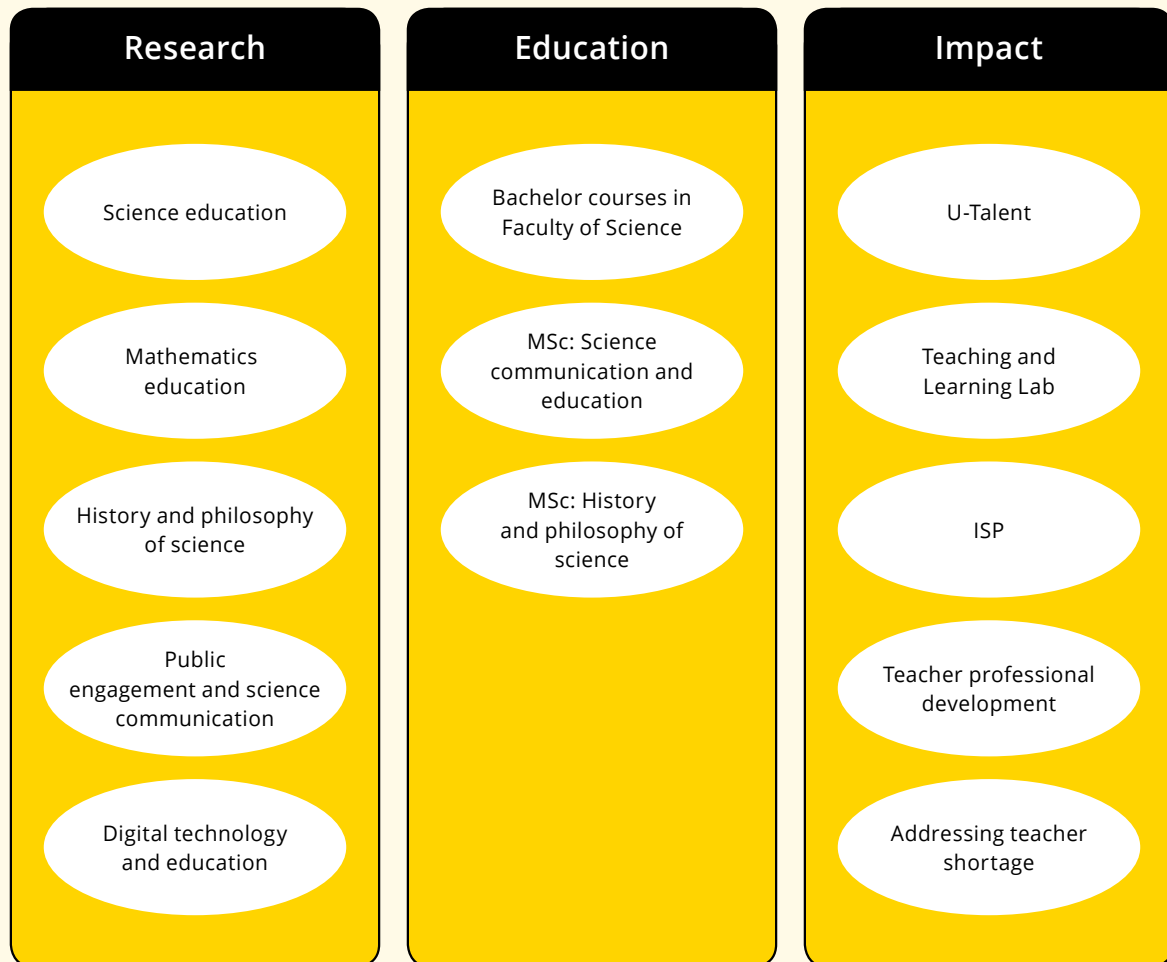 Research
Science education
Mathematics
education
History and philosophy
of science
Public
engagement and science
communication
Digital technology
and education
Education
Bachelor courses in
Faculty of Science
MSc: Science
communication and
education
MSc: History
and philosophy of
science
Impact
U-Talent
Teaching and
Learning Lab
ISP
Teacher professional
development
Addressing teacher
shortage